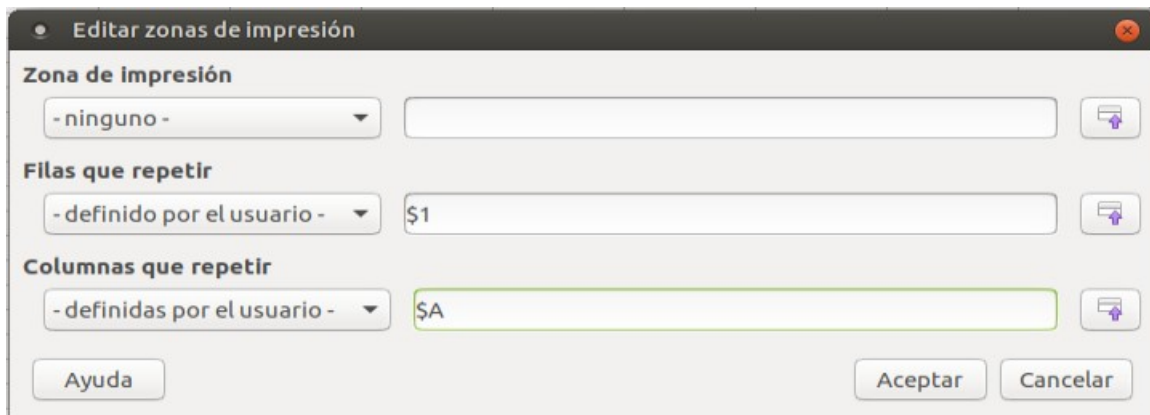 Editar zonas de impresión
Zona de impresión
- ninguno -
Filas que repetir
- definido por el usuario - $1
Columnas que repetir
- definidas por el usuario - $A
Ayuda Aceptar Cancelar